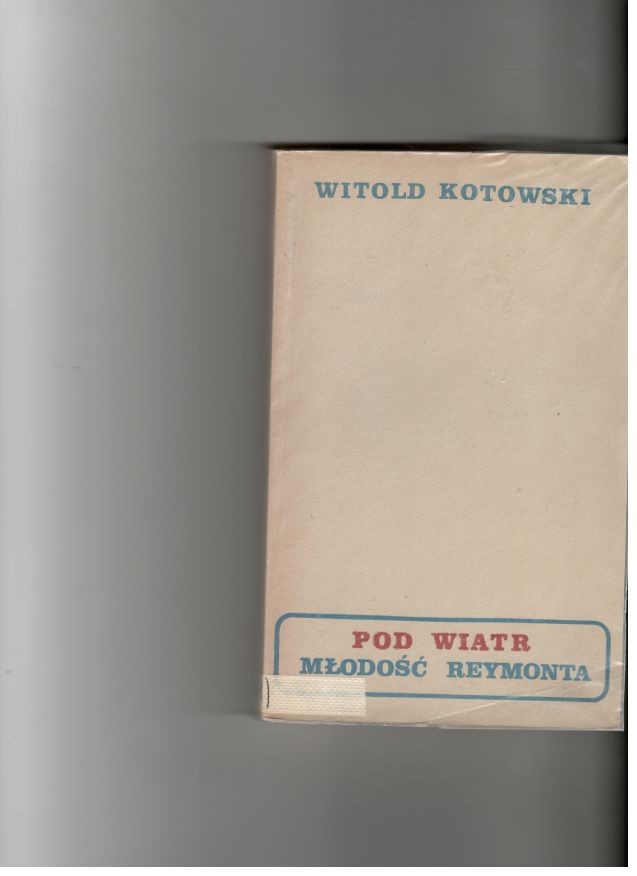 WITOLD KOTOWSKI
POD WIATR
MŁODOŚĆ REYMONTA